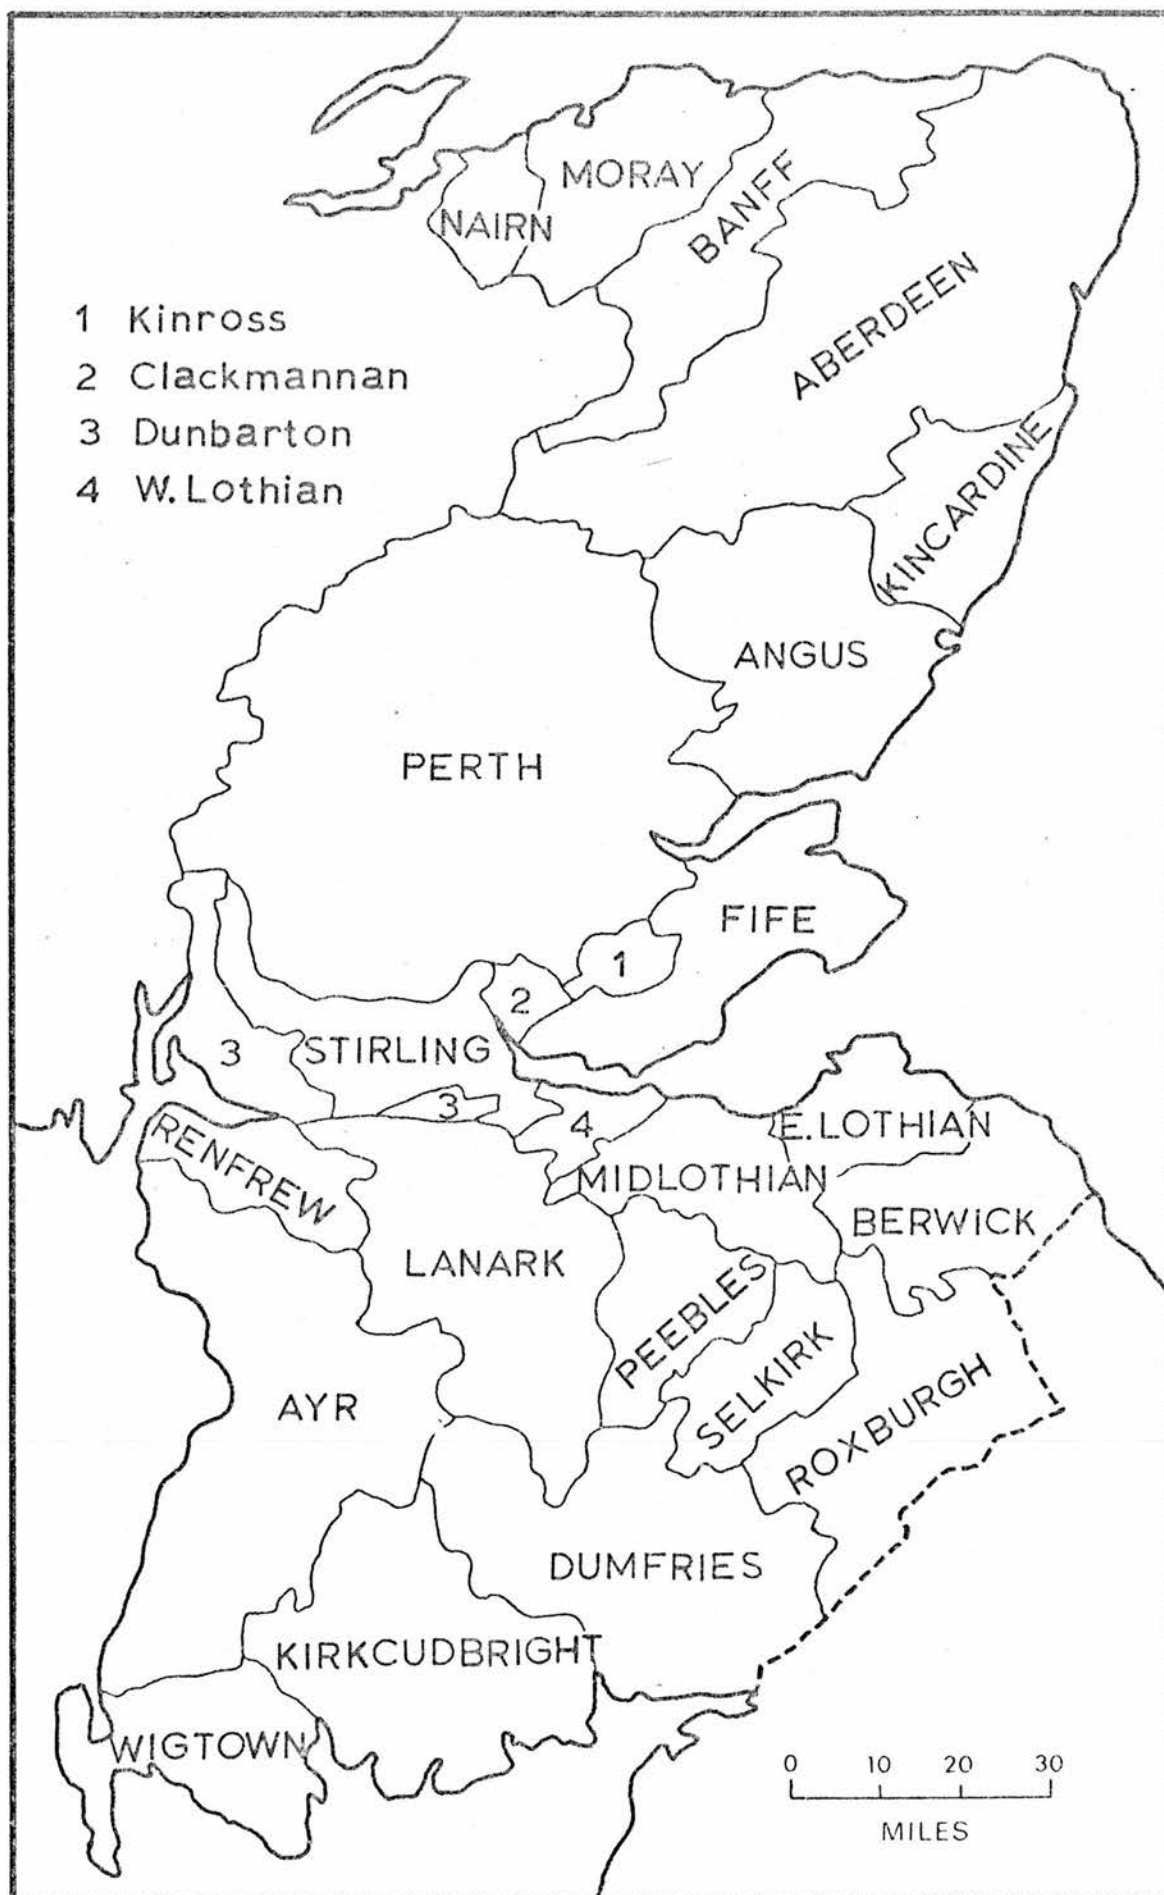 MORAY
BANFF
NAIRN
ABERDEEN
1 Kinross
2 Clackmannan
3 Dunbarton
4 W. Lothian
KINCARDINE
ANGUS
PERTH
FIFE
1
2
3
STIRLING
3
4
E. LOTHIAN
RENFREW
MIDLOTHIAN
BERWICK
LANARK
PEEBLES
SELKIRK
AYR
ROXBURGH
DUMFRIES
KIRKCUDBRIGHT
WIGTOWN
0 10 20 30
MILES